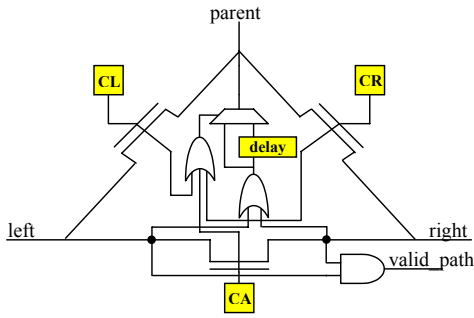 parent
CL
CR
delay
left
right
valid_path
CA